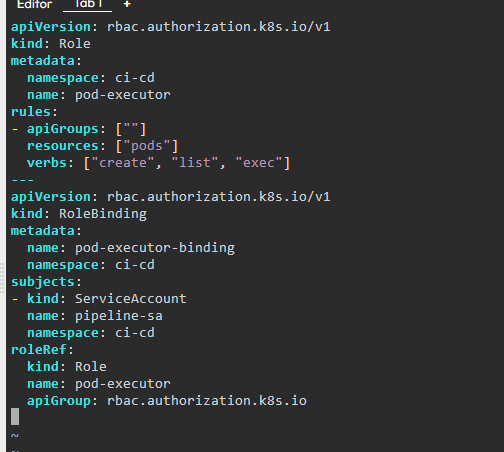 Editor Tab 1 +
apiVersion: rbac.authorization.k8s.io/v1
kind: Role
metadata:
  namespace: ci-cd
  name: pod-executor
rules:
- apiGroups: [""]
  resources: ["pods"]
  verbs: ["create", "list", "exec"]
---
apiVersion: rbac.authorization.k8s.io/v1
kind: RoleBinding
metadata:
  name: pod-executor-binding
  namespace: ci-cd
subjects:
- kind: ServiceAccount
  name: pipeline-sa
  namespace: ci-cd
roleRef:
  kind: Role
  name: pod-executor
  apiGroup: rbac.authorization.k8s.io
~
~